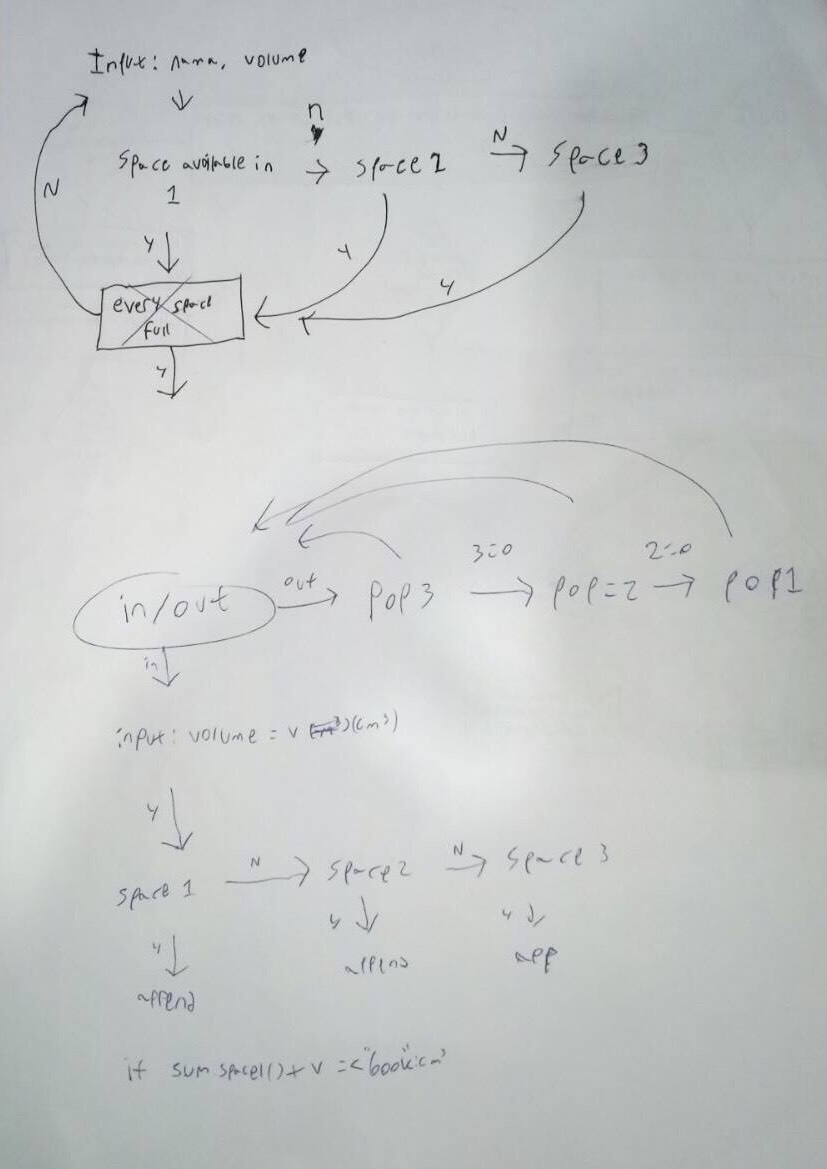 Input: nama, volume
n
N
Space available in
1
space 2
space 3
N
y
y
y
every space
full
y
in/out
out
pop 3
3=0
pop=2
2=0
pop1
in
input: volume = v (cm³)
y
space 1
N
space 2
N
space 3
y
append
y
append
y
app
if sum space1() + v =<